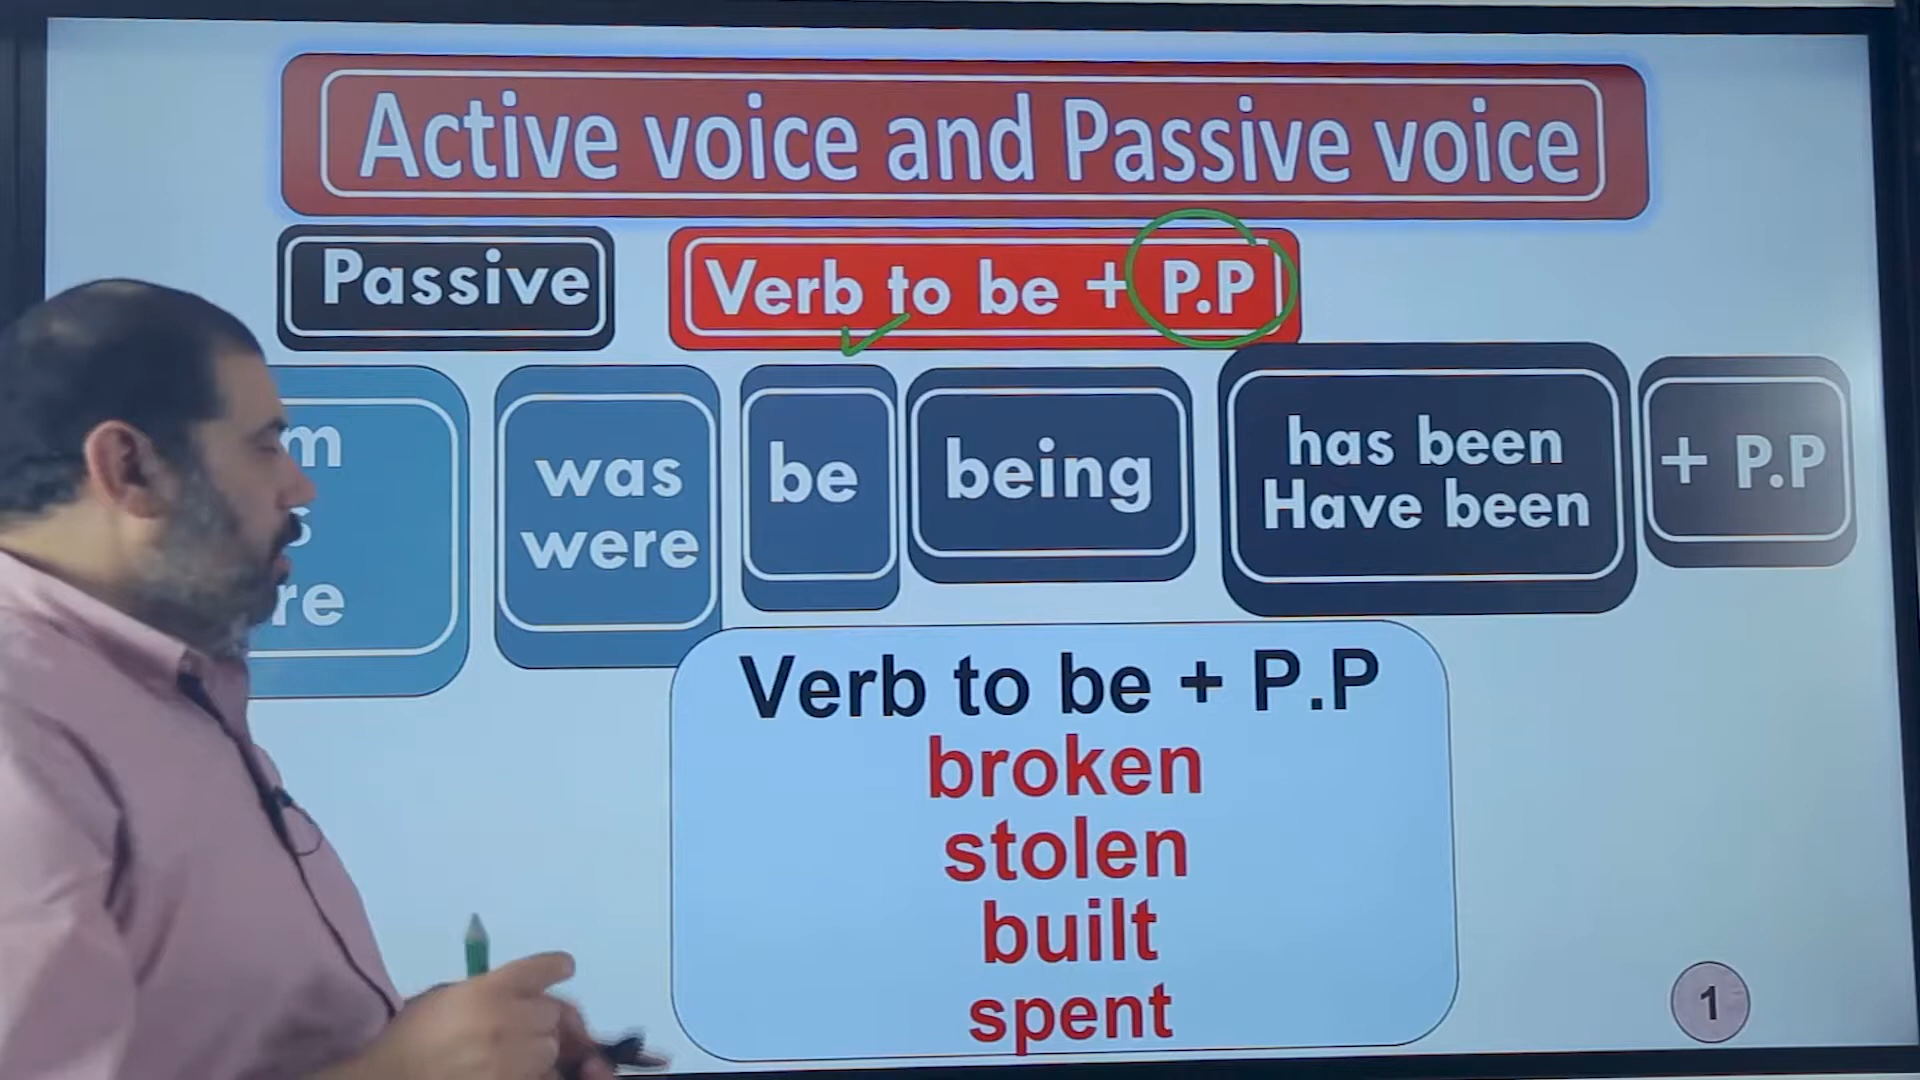 Active voice and Passive voice
Passive
Verb to be + P.P
was
were
be
being
has been
Have been
+ P.P
Verb to be + P.P
broken
stolen
built
spent
1